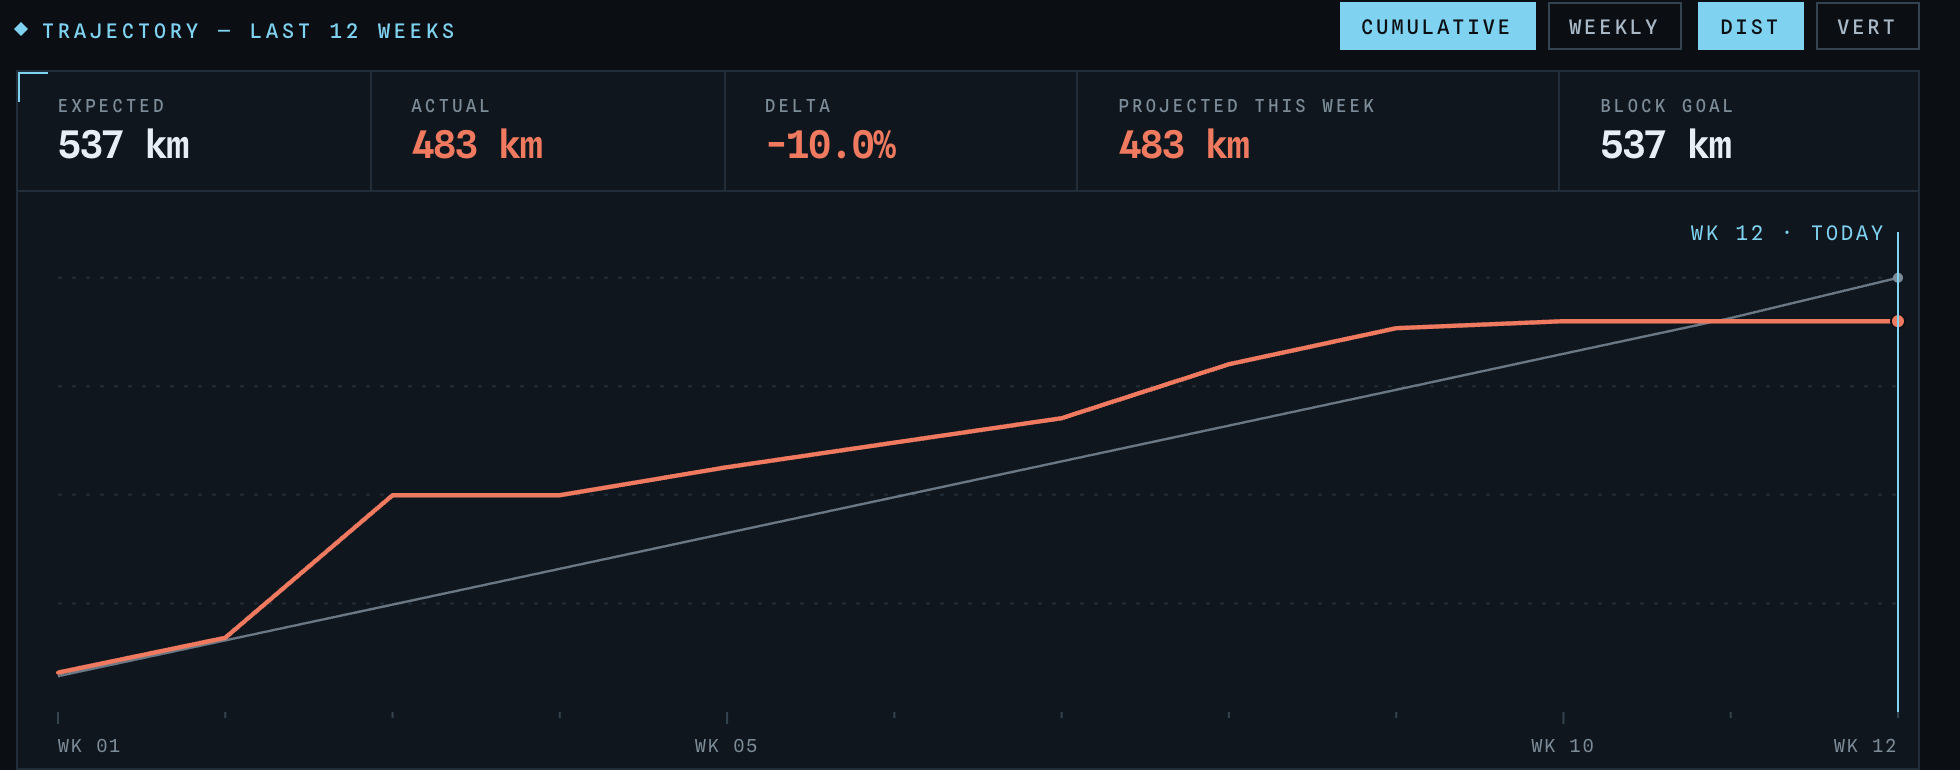 ◆ TRAJECTORY — LAST 12 WEEKS
CUMULATIVE WEEKLY DIST VERT
EXPECTED ACTUAL DELTA PROJECTED THIS WEEK BLOCK GOAL
537 km 483 km −10.0% 483 km 537 km
WK 12 · TODAY
WK 01 WK 05 WK 10 WK 12